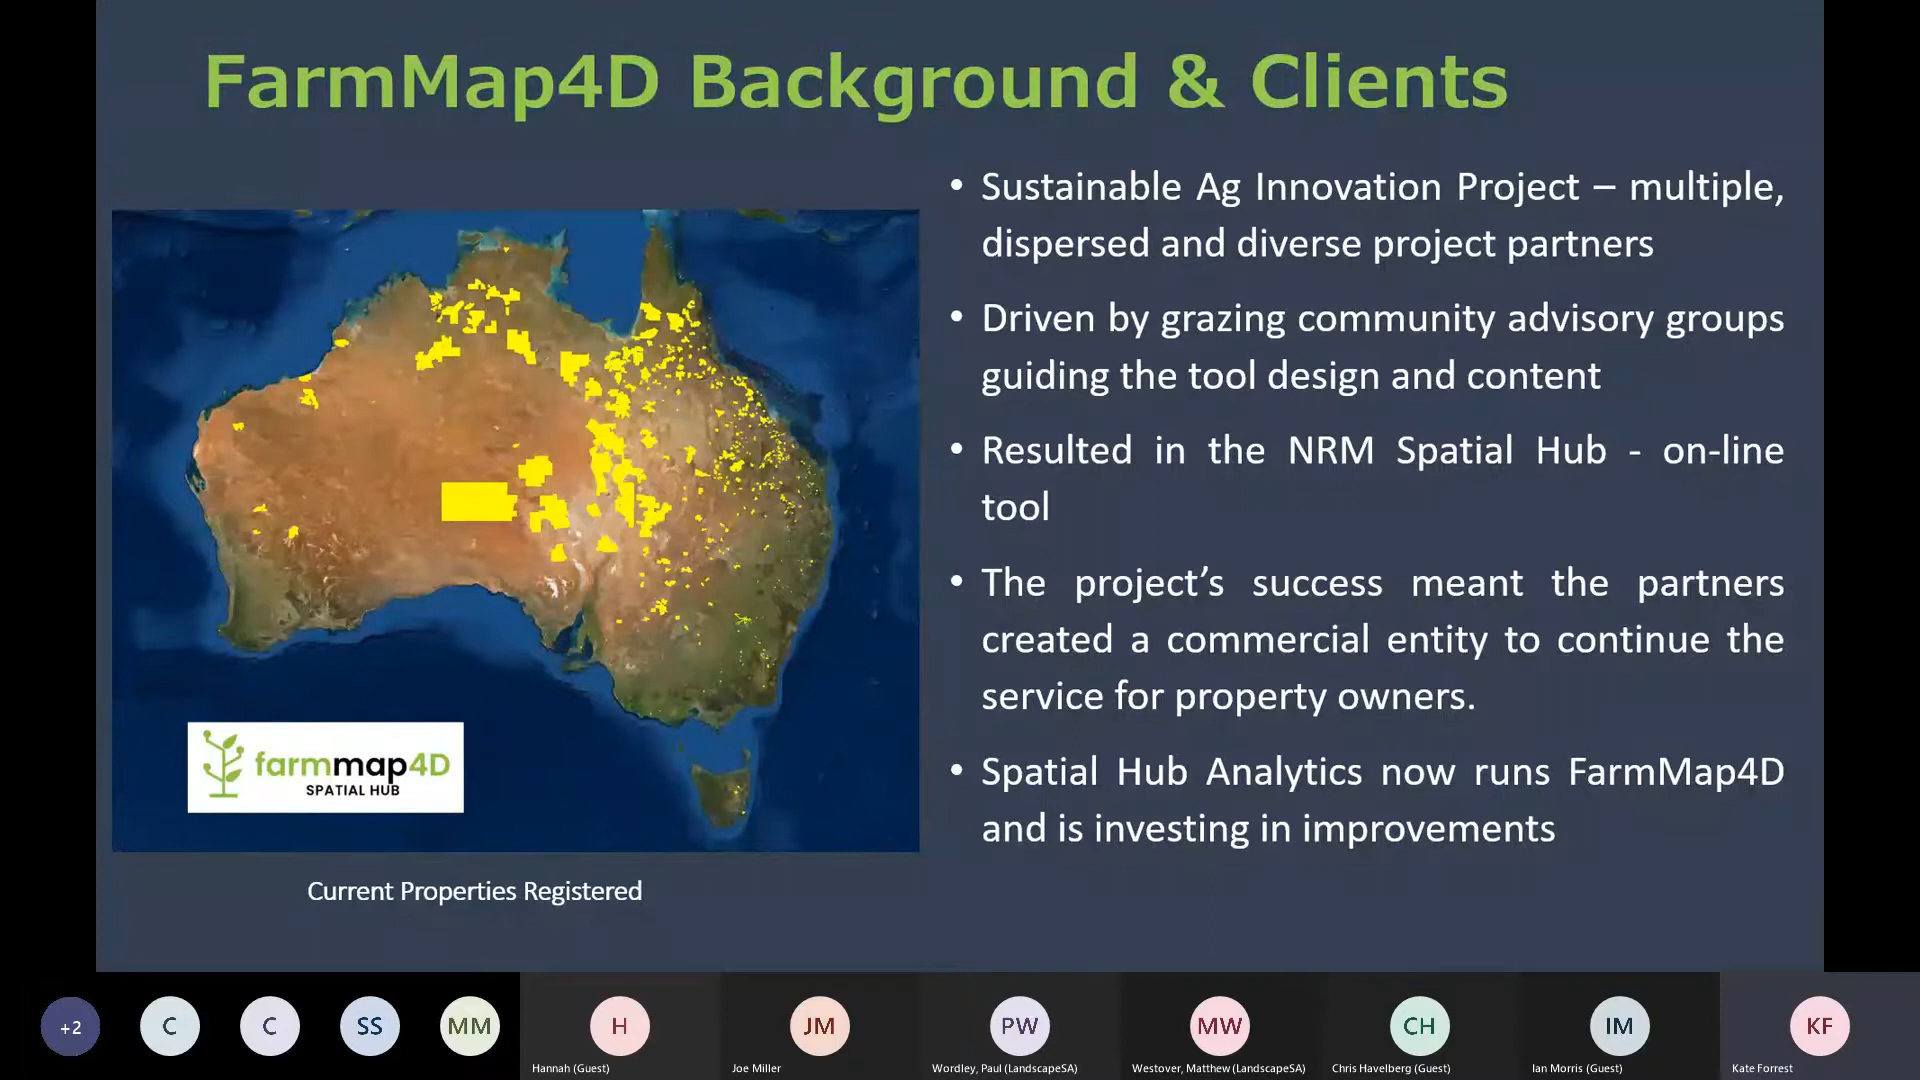 FarmMap4D Background & Clients
• Sustainable Ag Innovation Project – multiple,
dispersed and diverse project partners
• Driven by grazing community advisory groups
guiding the tool design and content
• Resulted in the NRM Spatial Hub - on-line
tool
• The project’s success meant the partners
created a commercial entity to continue the
service for property owners.
• Spatial Hub Analytics now runs FarmMap4D
and is investing in improvements
farmmap4D
SPATIAL HUB
Current Properties Registered
+2
C
C
SS
MM
H
JM
PW
MW
CH
IM
KF
Hannah (Guest)
Joe Miller
Wordley, Paul (LandscapeSA)
Westover, Matthew (LandscapeSA)
Chris Havelberg (Guest)
Ian Morris (Guest)
Kate Forrest